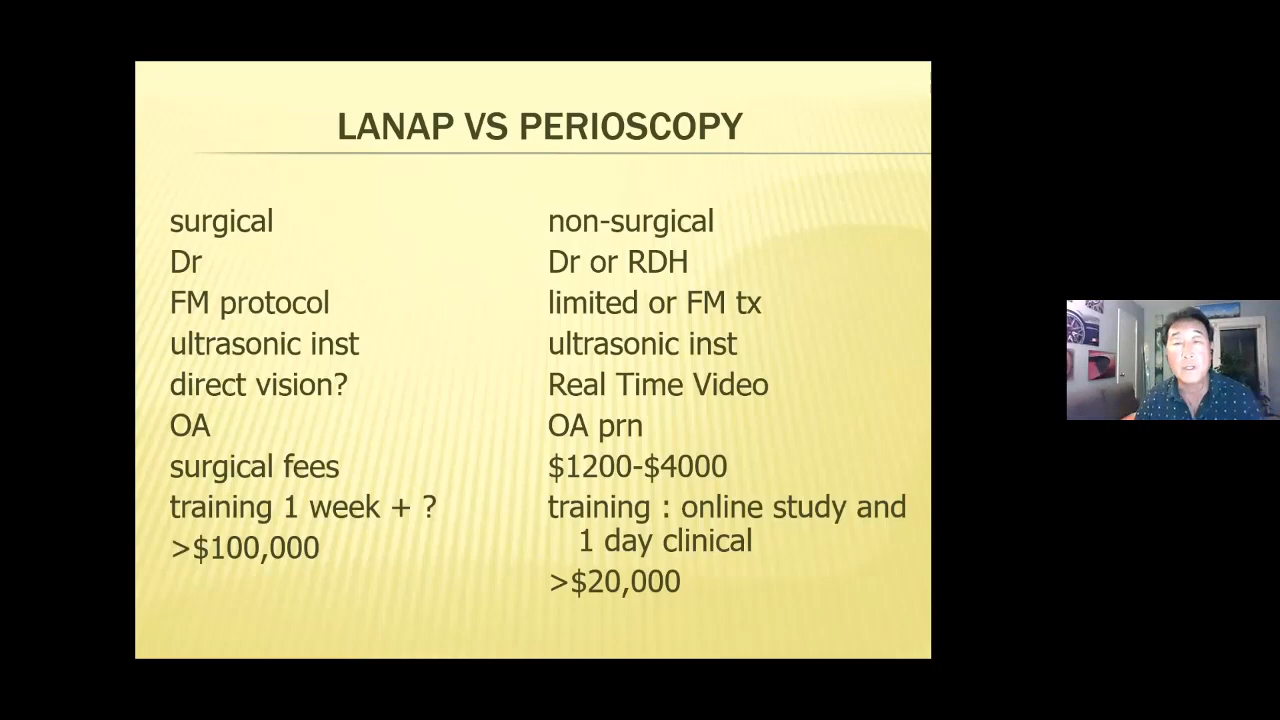 LANAP VS PERIOSCOPY
surgical
Dr
FM protocol
ultrasonic inst
direct vision?
OA
surgical fees
training 1 week + ?
>$100,000
non-surgical
Dr or RDH
limited or FM tx
ultrasonic inst
Real Time Video
OA prn
$1200-$4000
training : online study and
1 day clinical
>$20,000